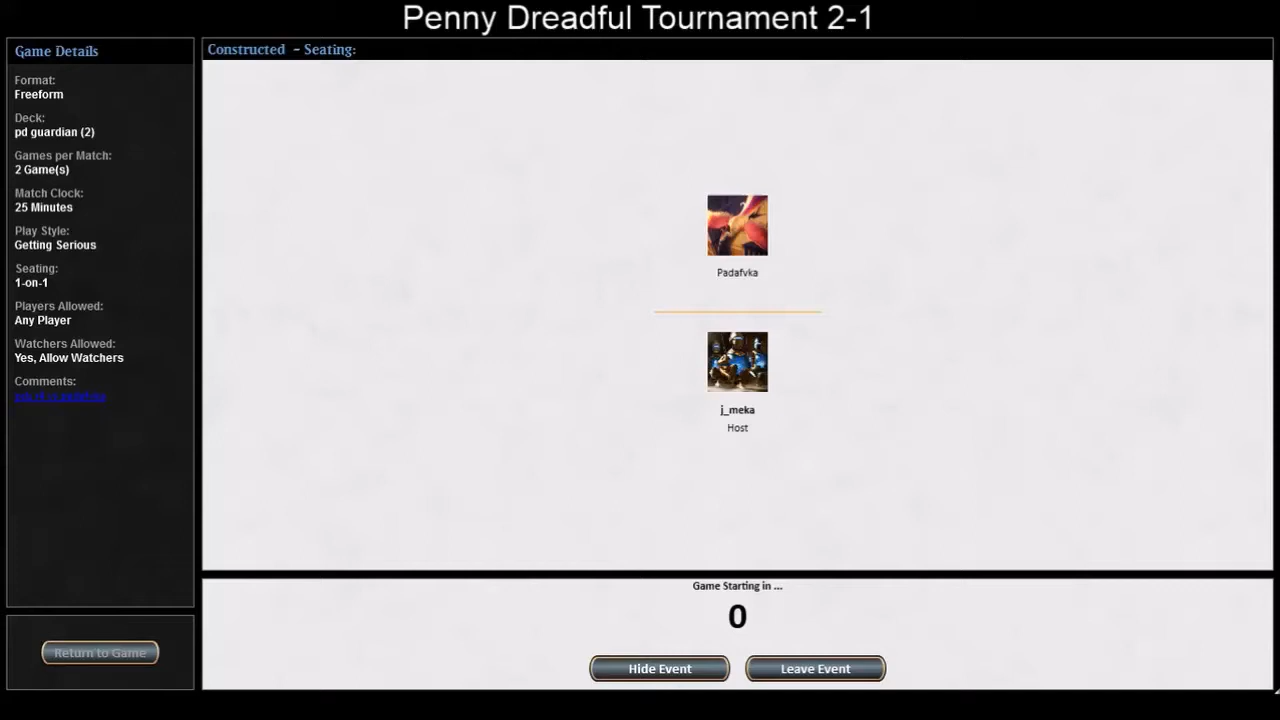 Penny Dreadful Tournament 2-1
Game Details
Format:
Freeform
Deck:
pd guardian (2)
Games per Match:
2 Game(s)
Match Clock:
25 Minutes
Play Style:
Getting Serious
Seating:
1-on-1
Players Allowed:
Any Player
Watchers Allowed:
Yes, Allow Watchers
Comments:
Return to Game
Constructed - Seating:
Padafvka
j_meka
Host
Game Starting in ...
0
Hide Event
Leave Event